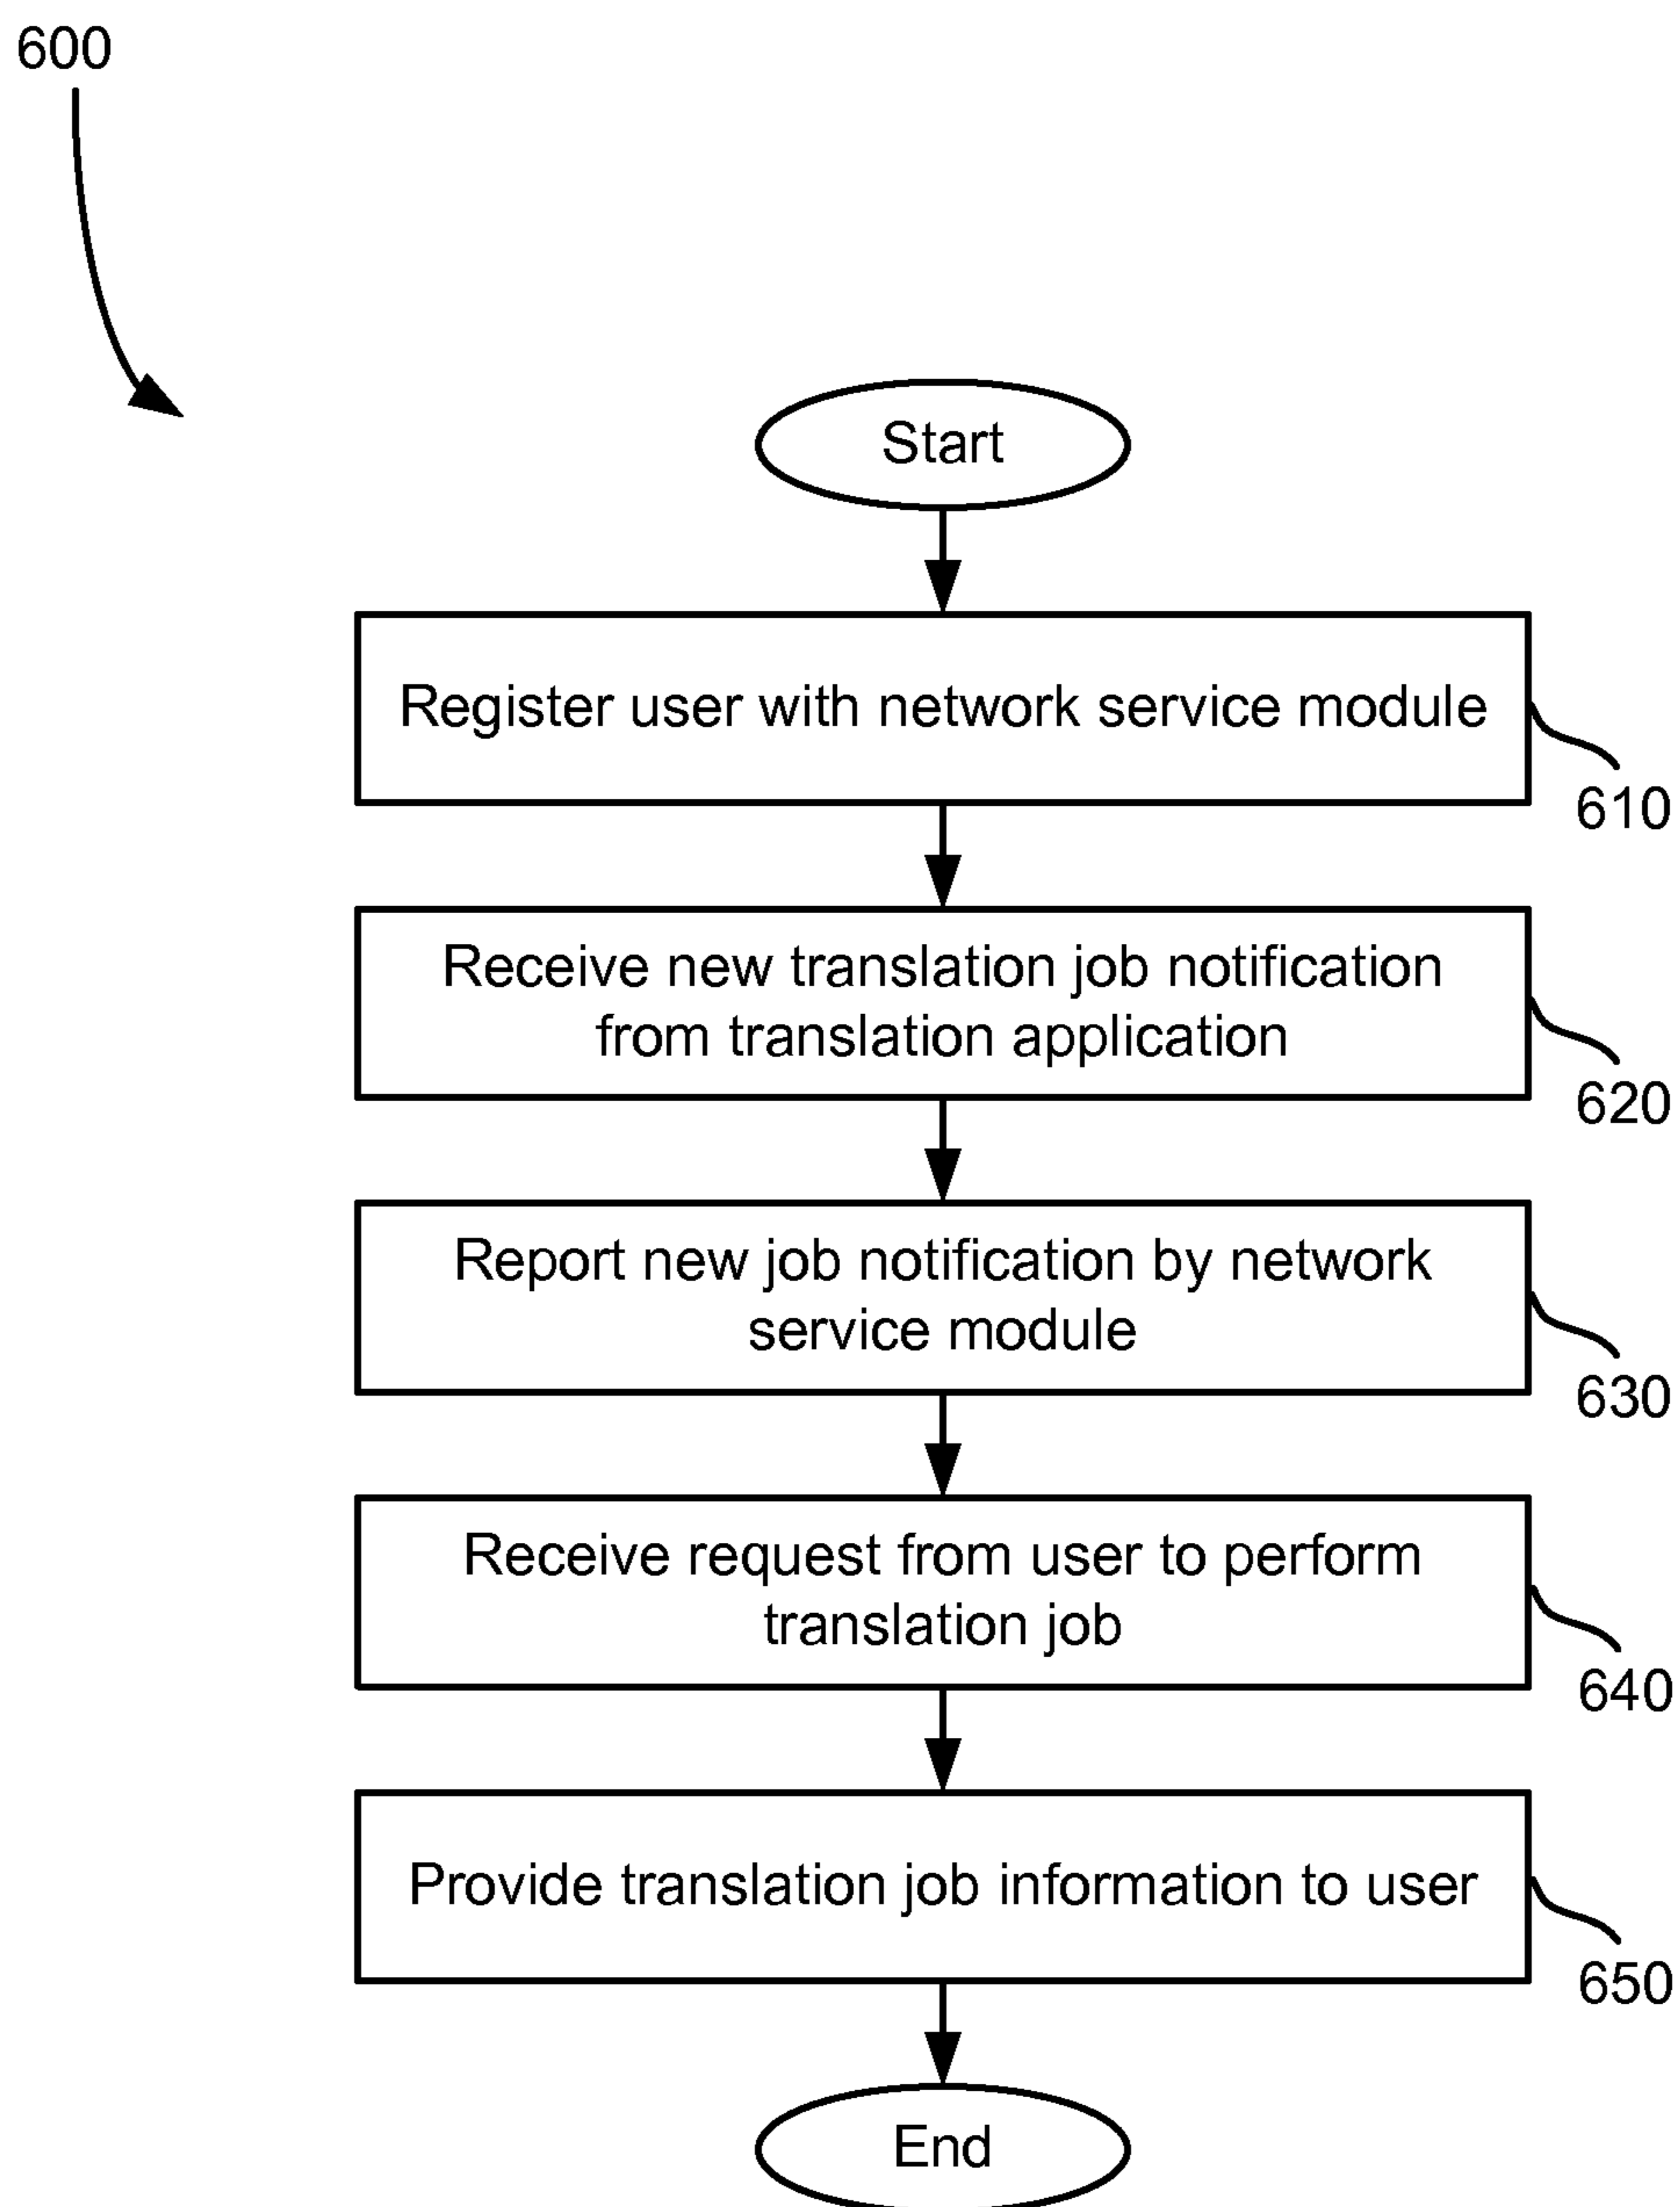 600
Start
Register user with network service module
610
Receive new translation job notification
from translation application
620
Report new job notification by network
service module
630
Receive request from user to perform
translation job
640
Provide translation job information to user
650
End